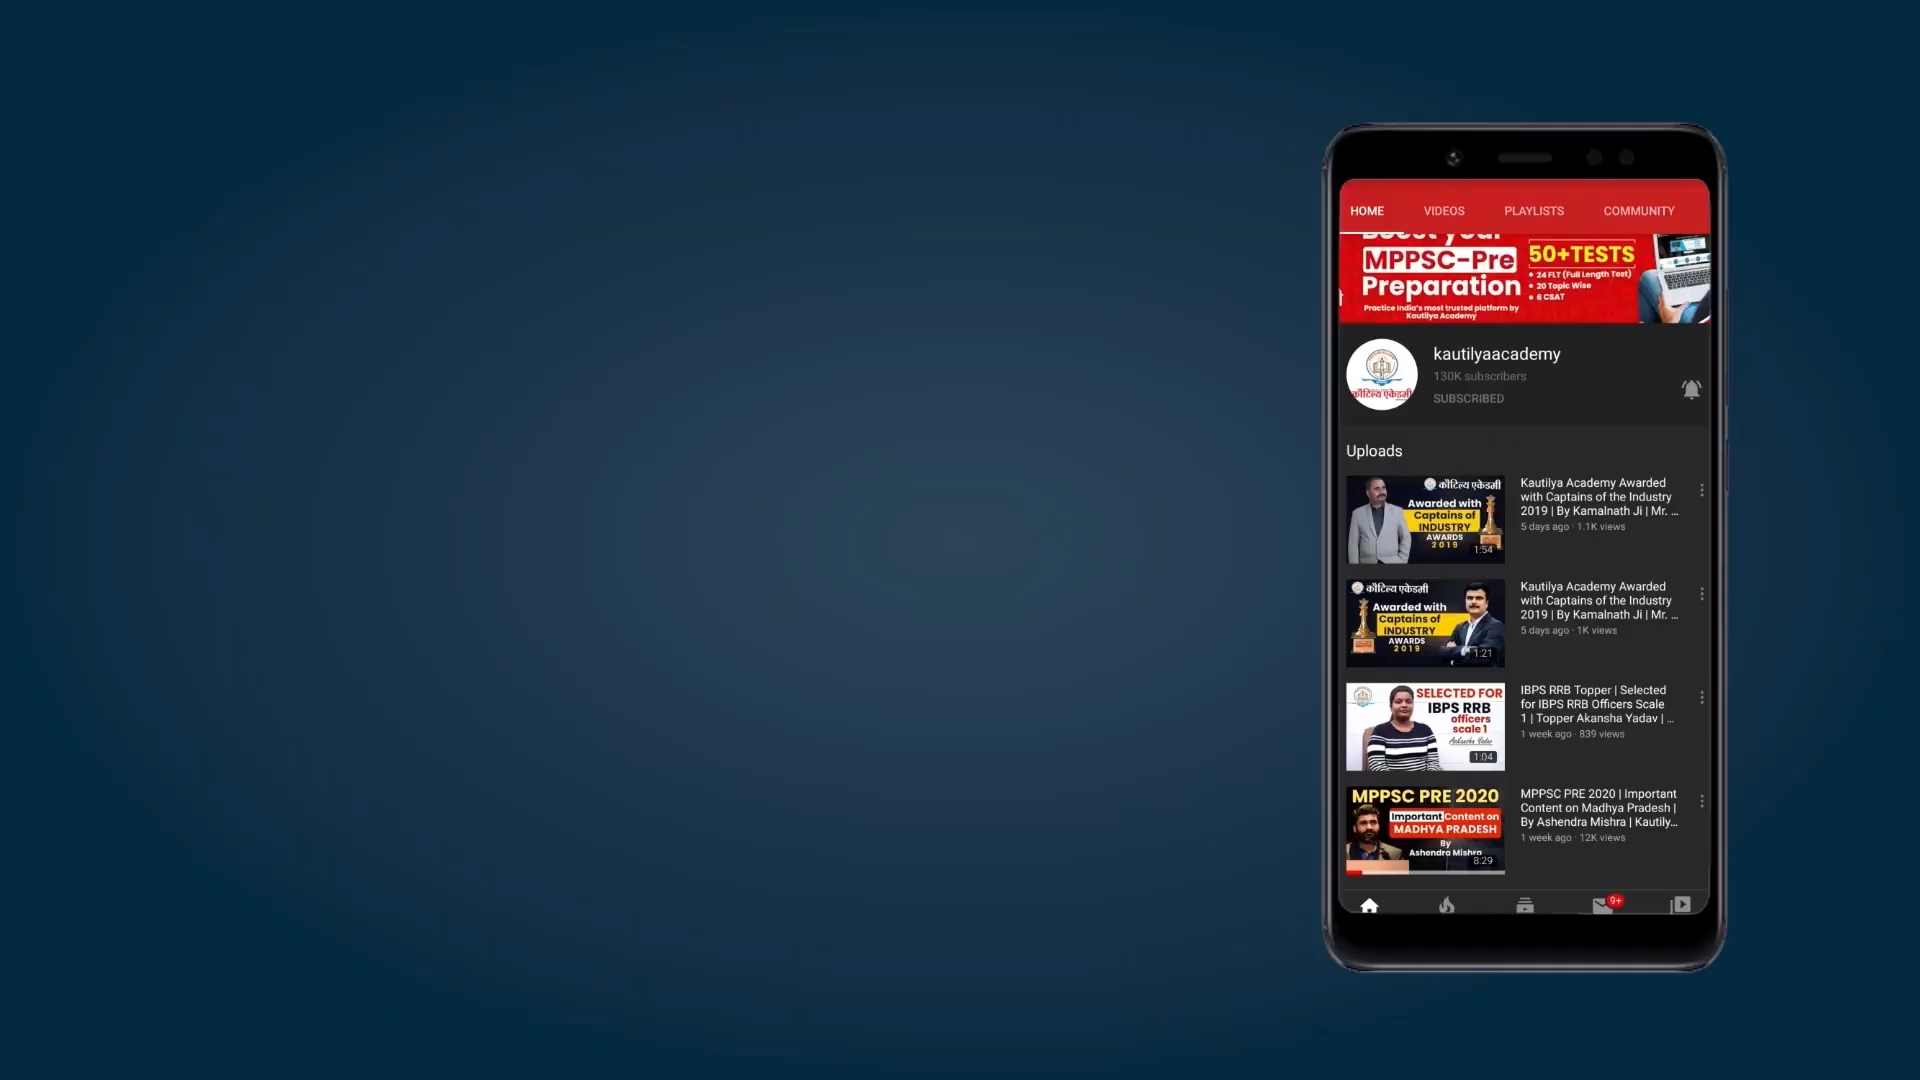 HOME VIDEOS PLAYLISTS COMMUNITY
Boost your
MPPSC-Pre
Preparation
Practice India's most trusted platform by
Kautilya Academy
50+TESTS
• 24 FLT (Full Length Test)
• 20 Topic Wise
• 6 CSAT
कौटिल्य एकेडमी
kautilyaacademy
130K subscribers
SUBSCRIBED
Uploads
कौटिल्य एकेडमी
Awarded with
Captains of
INDUSTRY
AWARDS
2019
1:54
Kautilya Academy Awarded
with Captains of the Industry
2019 | By Kamalnath Ji | Mr. ...
5 days ago · 1.1K views
कौटिल्य एकेडमी
Awarded with
Captains of
INDUSTRY
AWARDS
2019
1:21
Kautilya Academy Awarded
with Captains of the Industry
2019 | By Kamalnath Ji | Mr. ...
5 days ago · 1K views
SELECTED FOR
IBPS RRB
officers
scale 1
Aakansha Yadav
1:04
IBPS RRB Topper | Selected
for IBPS RRB Officers Scale
1 | Topper Akansha Yadav | ...
1 week ago · 839 views
MPPSC PRE 2020
Important Content on
MADHYA PRADESH
By
Ashendra Mishra
8:29
MPPSC PRE 2020 | Important
Content on Madhya Pradesh |
By Ashendra Mishra | Kautily...
1 week ago · 12K views
9+